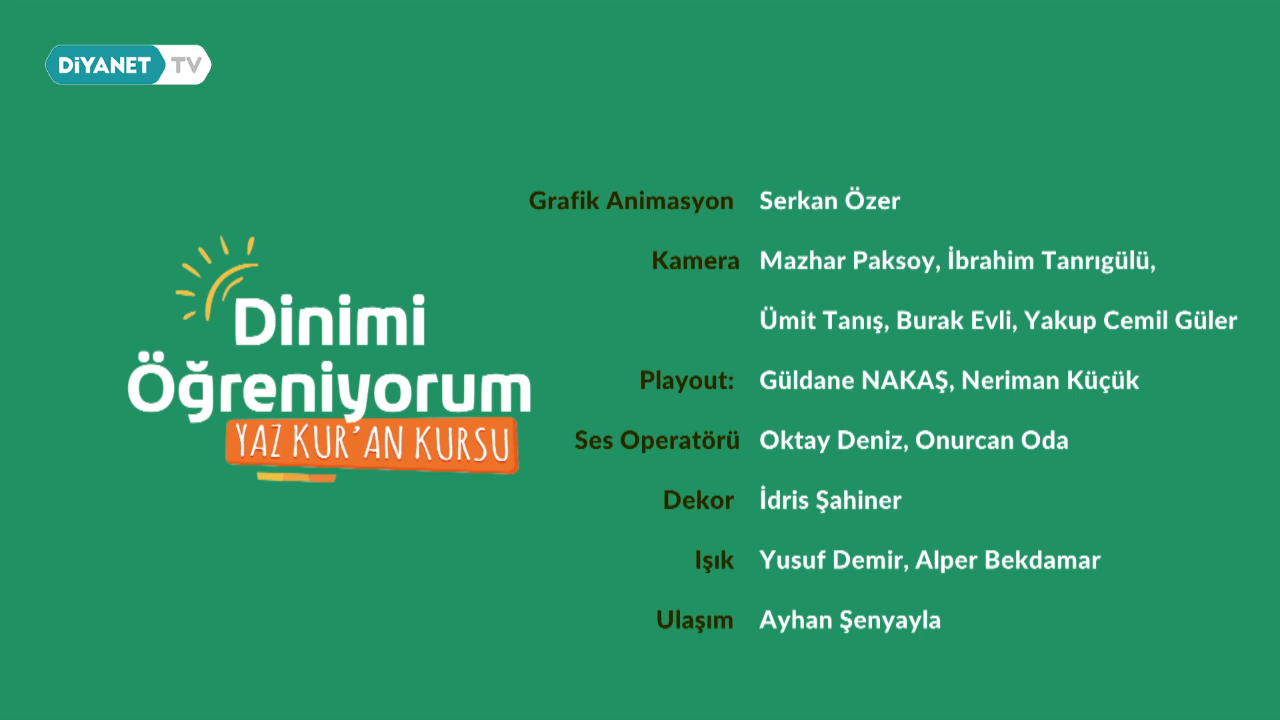 DiYANET TV
Dinimi
Öğreniyorum
YAZ KUR'AN KURSU
Grafik Animasyon Serkan Özer
Kamera Mazhar Paksoy, İbrahim Tanrıgülü,
Ümit Tanış, Burak Evli, Yakup Cemil Güler
Playout: Güldane NAKAŞ, Neriman Küçük
Ses Operatörü Oktay Deniz, Onurcan Oda
Dekor İdris Şahiner
Işık Yusuf Demir, Alper Bekdamar
Ulaşım Ayhan Şenyayla